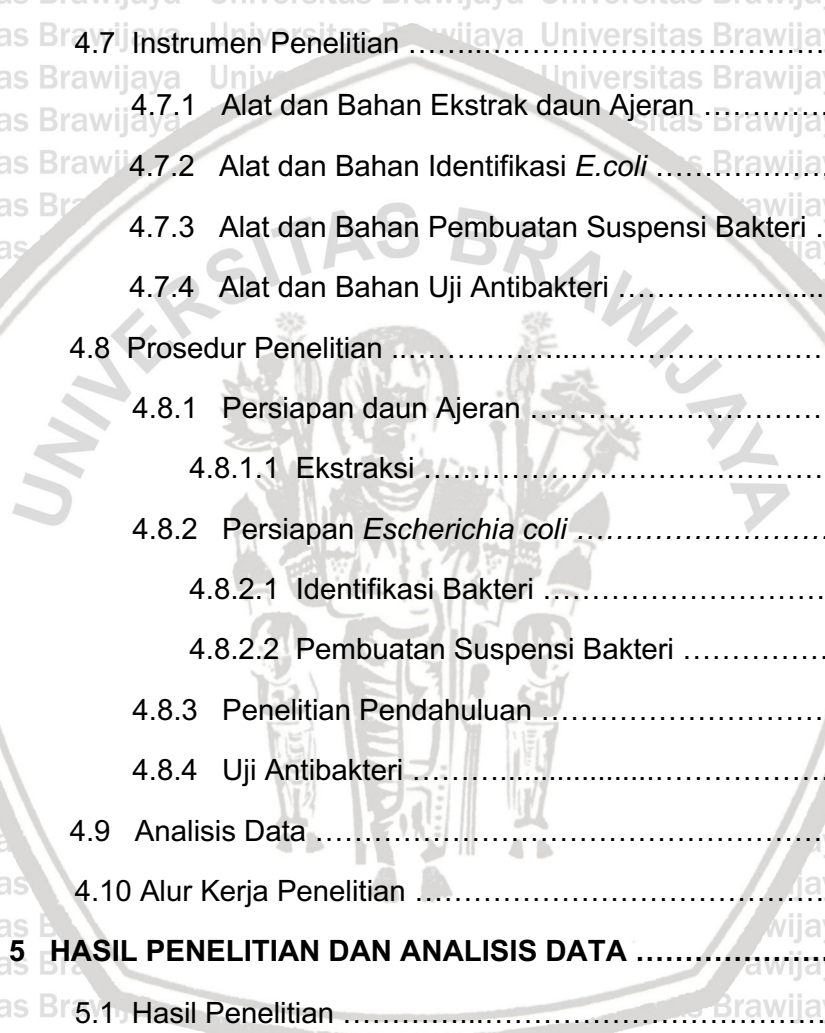 4.7 Instrumen Penelitian ……………………………………
4.7.1 Alat dan Bahan Ekstrak daun Ajeran …………
4.7.2 Alat dan Bahan Identifikasi E.coli ……………
4.7.3 Alat dan Bahan Pembuatan Suspensi Bakteri .
4.7.4 Alat dan Bahan Uji Antibakteri …………...........
4.8 Prosedur Penelitian ..……………...……………………
4.8.1 Persiapan daun Ajeran …………………………
4.8.1.1 Ekstraksi ……………………………………
4.8.2 Persiapan Escherichia coli ……………………
4.8.2.1 Identifikasi Bakteri …………………………
4.8.2.2 Pembuatan Suspensi Bakteri ……………
4.8.3 Penelitian Pendahuluan …………………………
4.8.4 Uji Antibakteri ………..................………………
4.9 Analisis Data ………………………………………………
4.10 Alur Kerja Penelitian ……………………………………
5 HASIL PENELITIAN DAN ANALISIS DATA …………………
5.1 Hasil Penelitian …………...………………………………
UNIVERSITAS BRAWIJAYA